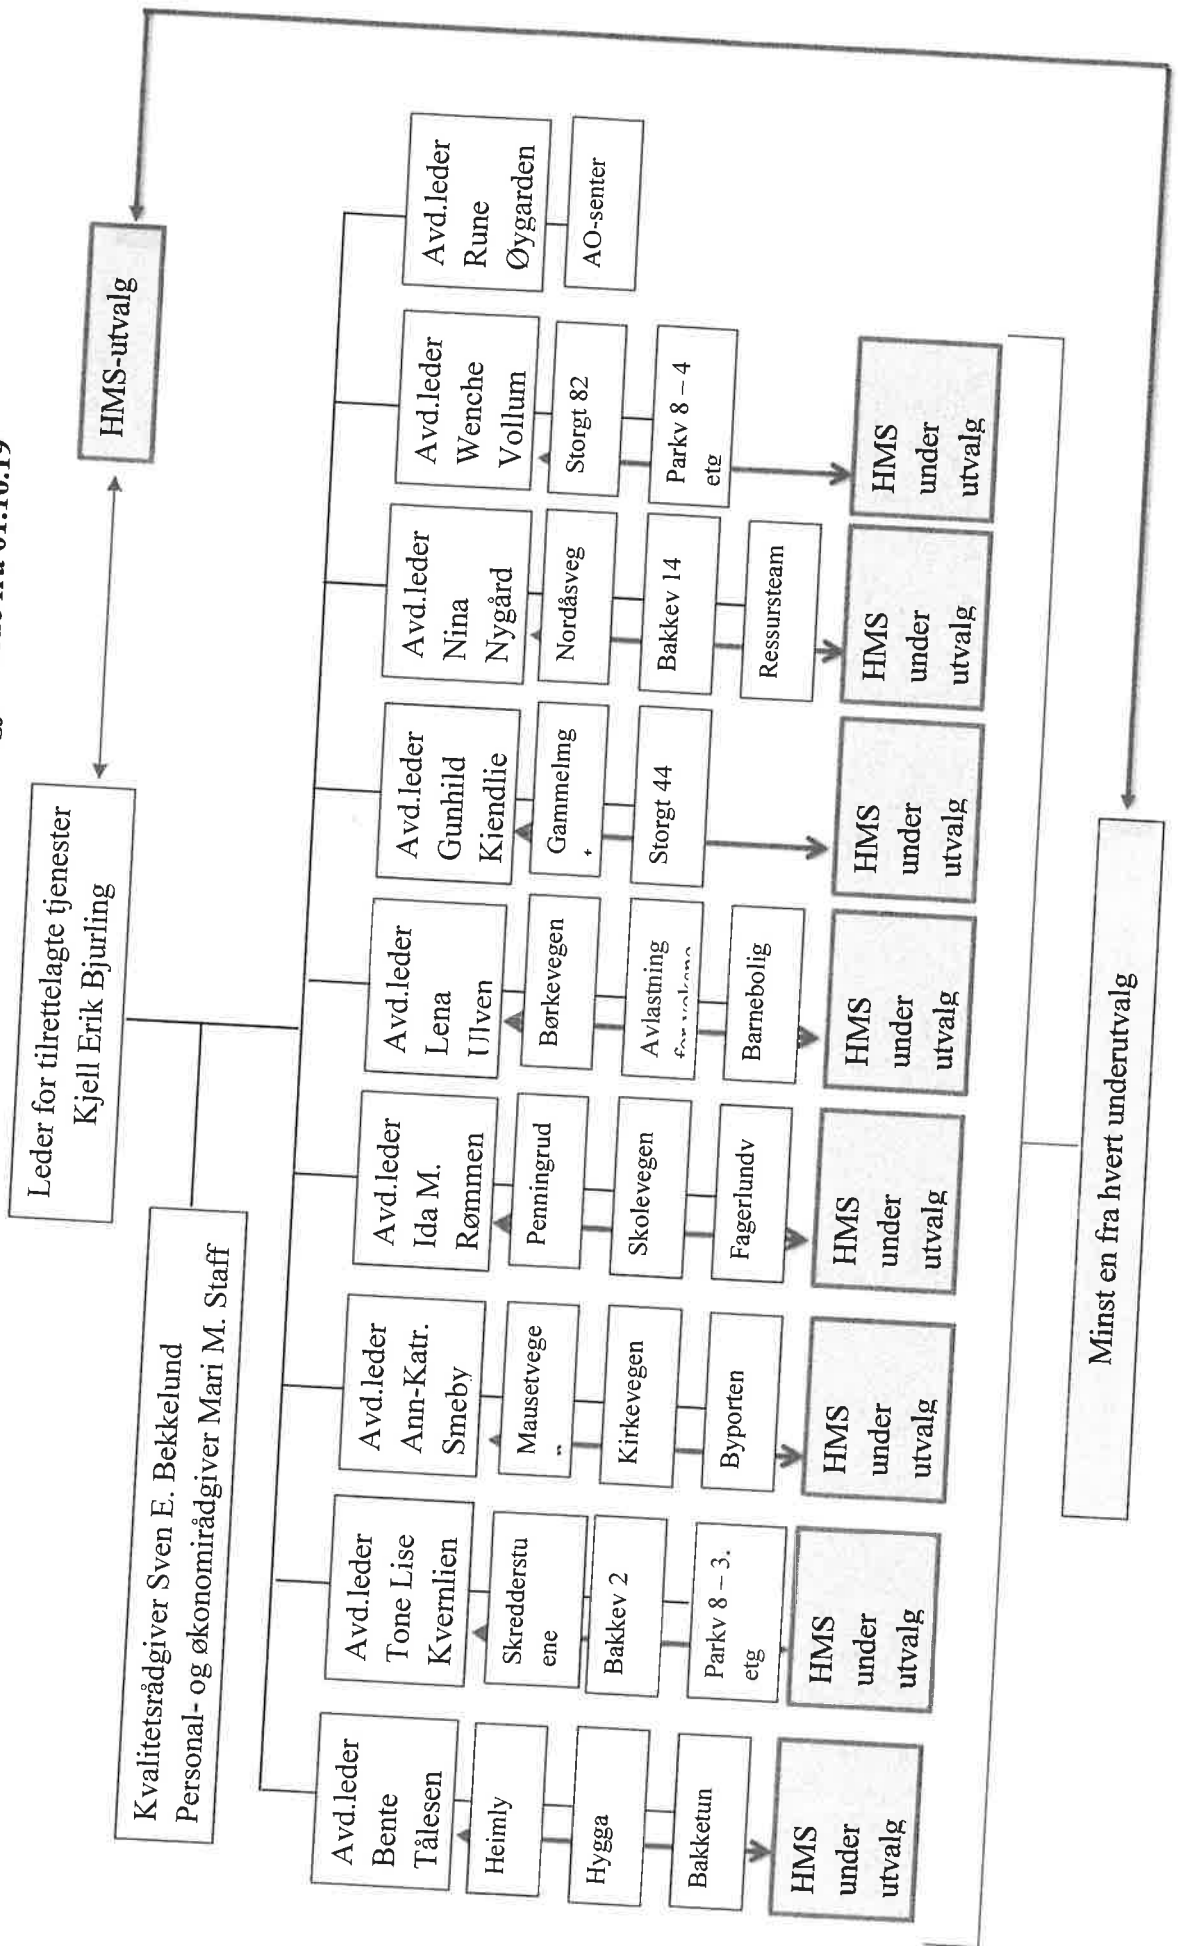 fra 01.10.19
HMS-utvalg
Leder for tilrettelagte tjenester
Kjell Erik Bjurling
Kvalitetsrådgiver Sven E. Bekkelund
Personal- og økonomirådgiver Mari M. Staff
Avd.leder
Bente
Tålesen
Heimly
Hygga
Bakketun
HMS
under
utvalg
Avd.leder
Tone Lise
Kvernlien
Skredderstu
ene
Bakkev 2
Parkv 8 – 3.
etg
HMS
under
utvalg
Avd.leder
Ann-Katr.
Smeby
Mausetvege
Kirkevegen
Byporten
HMS
under
utvalg
Avd.leder
Ida M.
Rømmen
Penningrud
Skolevegen
Fagerlundv
HMS
under
utvalg
Avd.leder
Lena
Ulven
Børkevegen
Avlastning
for voksne
Barnebolig
HMS
under
utvalg
Avd.leder
Gunhild
Kiendlie
Gammelmg
Storgt 44
HMS
under
utvalg
Avd.leder
Nina
Nygård
Nordåsveg
Bakkev 14
Ressursteam
HMS
under
utvalg
Avd.leder
Wenche
Vollum
Storgt 82
Parkv 8 – 4
etg
HMS
under
utvalg
Avd.leder
Rune
Øygarden
AO-senter
Minst en fra hvert underutvalg